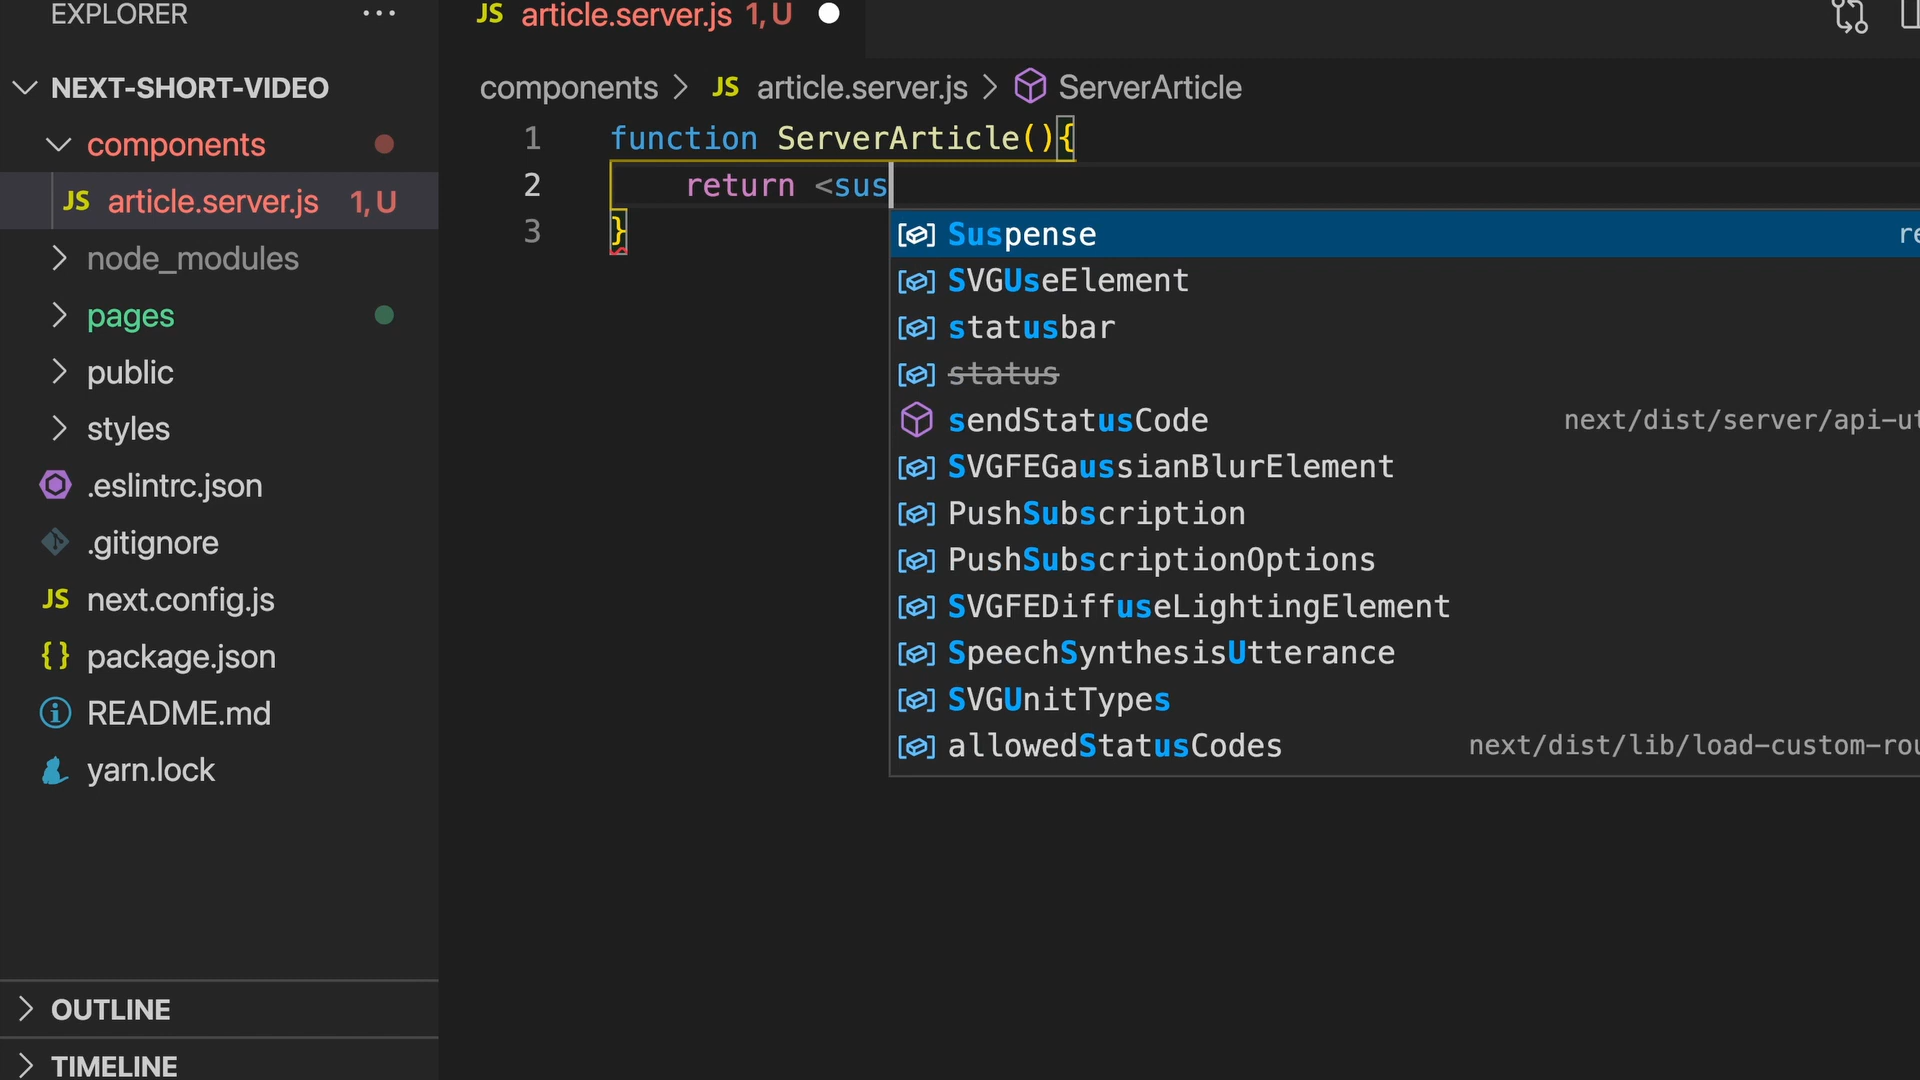 EXPLORER
NEXT-SHORT-VIDEO
components
JS article.server.js 1, U
node_modules
pages
public
styles
.eslintrc.json
.gitignore
JS next.config.js
{} package.json
README.md
yarn.lock
OUTLINE
TIMELINE
JS article.server.js 1, U
components > JS article.server.js > ServerArticle
1 function ServerArticle(){
2 return <sus
3 }
Suspense
SVGUseElement
statusbar
status
sendStatusCode next/dist/server/api-ut
SVGFEGaussianBlurElement
PushSubscription
PushSubscriptionOptions
SVGFEDiffuseLightingElement
SpeechSynthesisUtterance
SVGUnitTypes
allowedStatusCodes next/dist/lib/load-custom-rou